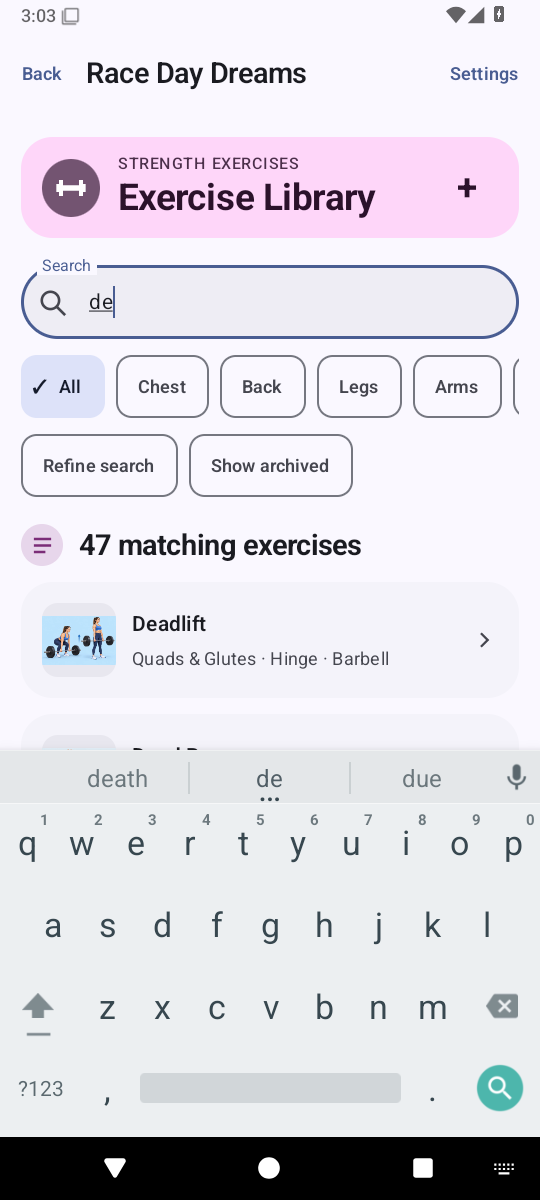 3:03
Back Race Day Dreams Settings
STRENGTH EXERCISES
Exercise Library +
Search
de
✓ All Chest Back Legs Arms
Refine search Show archived
47 matching exercises
Deadlift
Quads & Glutes · Hinge · Barbell
death de due
1 2 3 4 5 6 7 8 9 0
q w e r t y u i o p
a s d f g h j k l
z x c v b n m
?123 , .